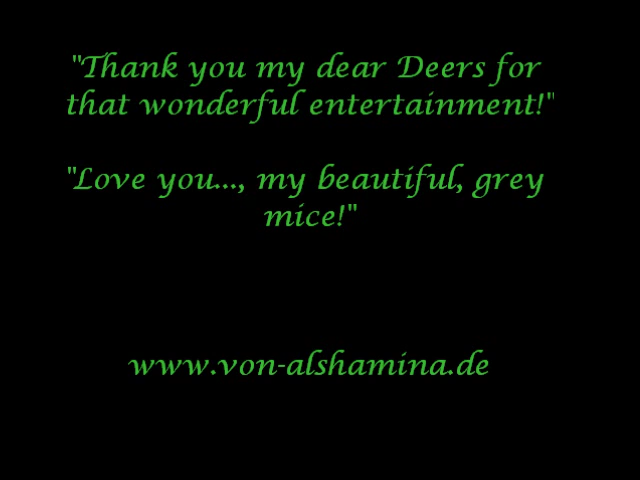 "Thank you my dear Deers for
that wonderful entertainment!"
"Love you..., my beautiful, grey
mice!"
www.von-alshamina.de